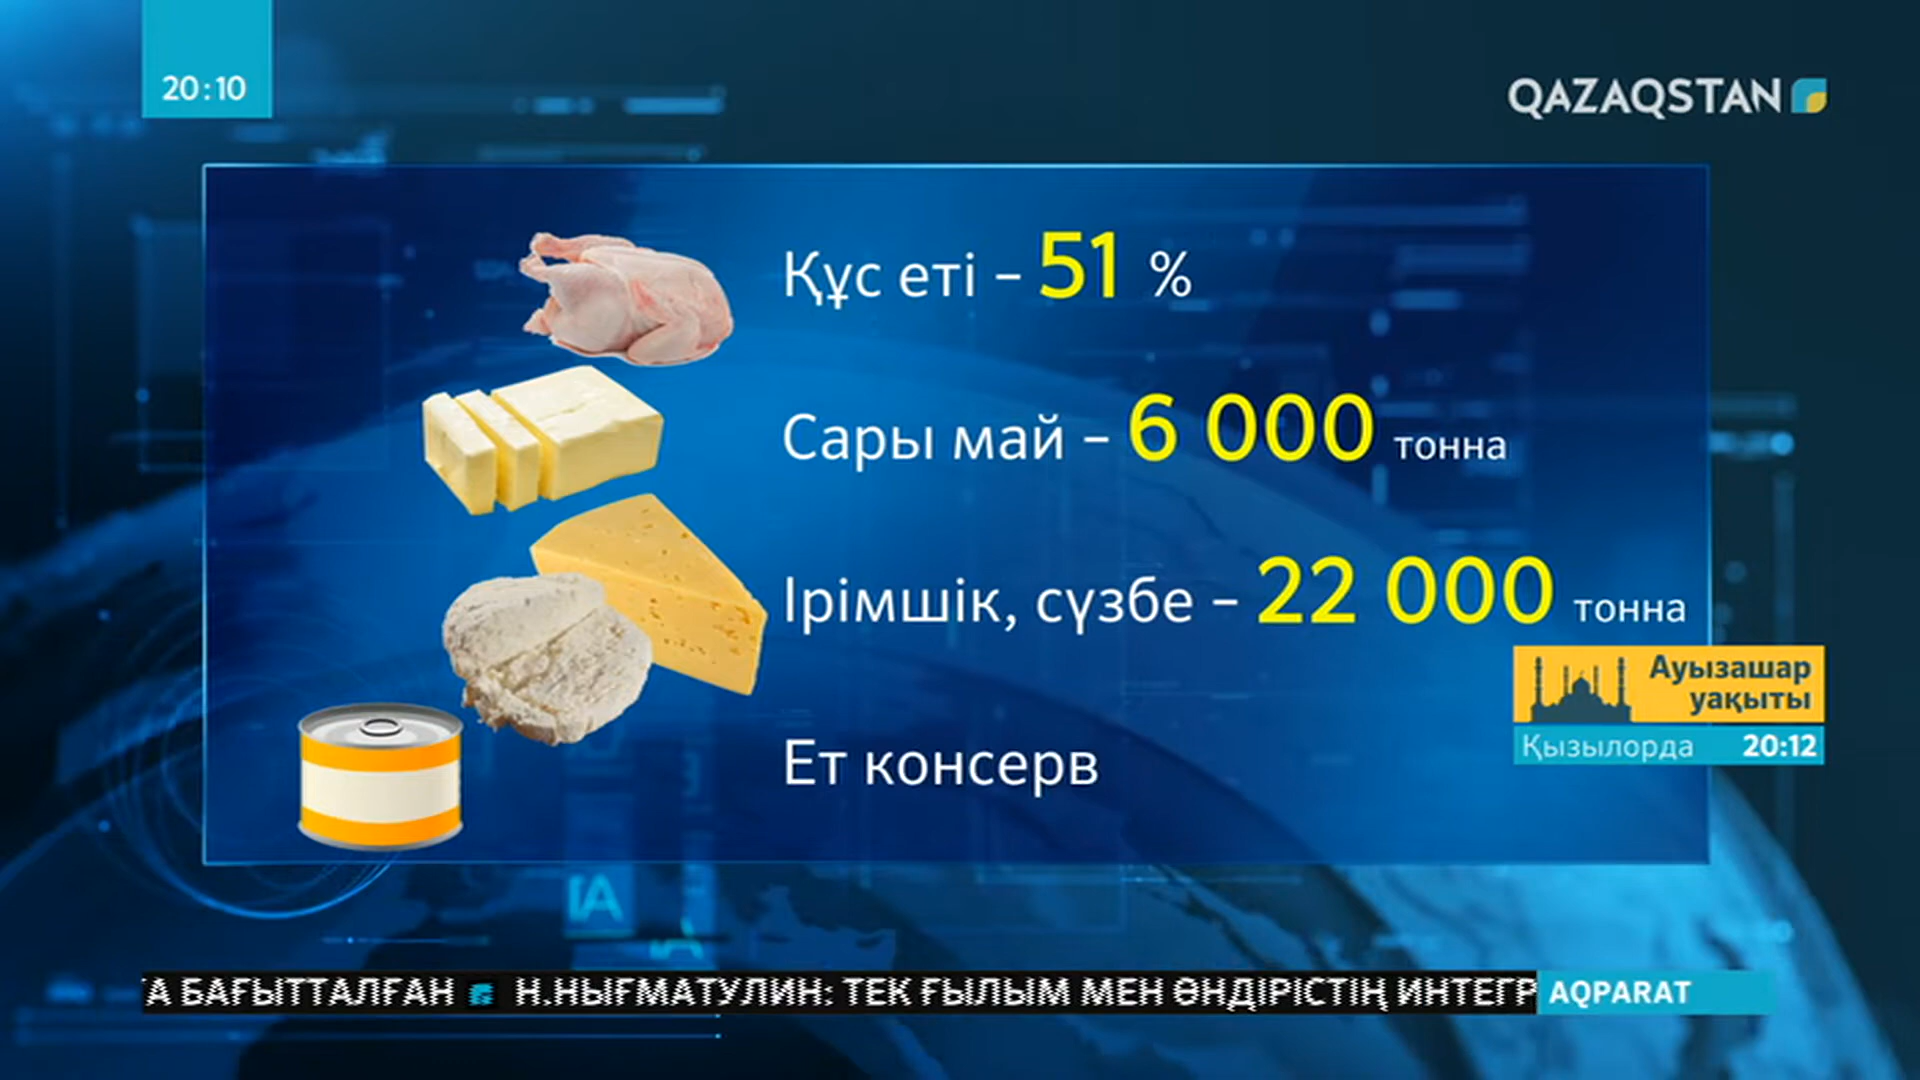 20:10
QAZAQSTAN
Құс еті – 51 %
Сары май – 6 000 тонна
Ірімшік, сүзбе – 22 000 тонна
Ет консерв
Ауызашар
уақыты
Қызылорда 20:12
А БАҒЫТТАЛҒАН Н.НЫҒМАТУЛИН: ТЕК ҒЫЛЫМ МЕН ӨНДІРІСТІҢ ИНТЕГР
AQPARAT